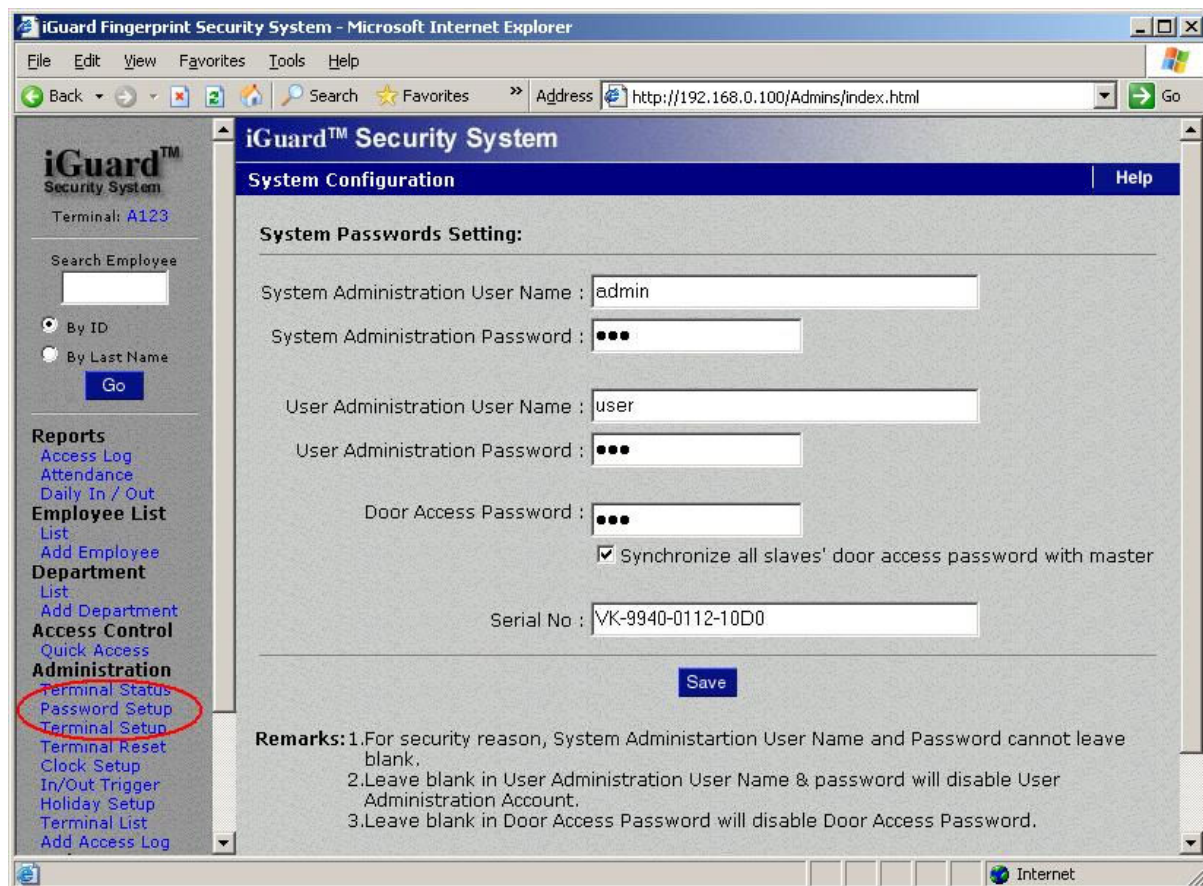 iGuard Fingerprint Security System - Microsoft Internet Explorer
File Edit View Favorites Tools Help
Back Search Favorites » Address http://192.168.0.100/Admins/index.html Go
iGuard™
Security System
Terminal: A123
Search Employee
By ID
By Last Name
Go
Reports
Access Log
Attendance
Daily In / Out
Employee List
List
Add Employee
Department
List
Add Department
Access Control
Quick Access
Administration
Terminal Status
Password Setup
Terminal Setup
Terminal Reset
Clock Setup
In/Out Trigger
Holiday Setup
Terminal List
Add Access Log
iGuard™ Security System
System Configuration | Help
System Passwords Setting:
System Administration User Name : admin
System Administration Password : ●●●
User Administration User Name : user
User Administration Password : ●●●
Door Access Password : ●●●
Synchronize all slaves' door access password with master
Serial No : VK-9940-0112-10D0
Save
Remarks: 1.For security reason, System Administartion User Name and Password cannot leave
blank.
2.Leave blank in User Administration User Name & password will disable User
Administration Account.
3.Leave blank in Door Access Password will disable Door Access Password.
Internet